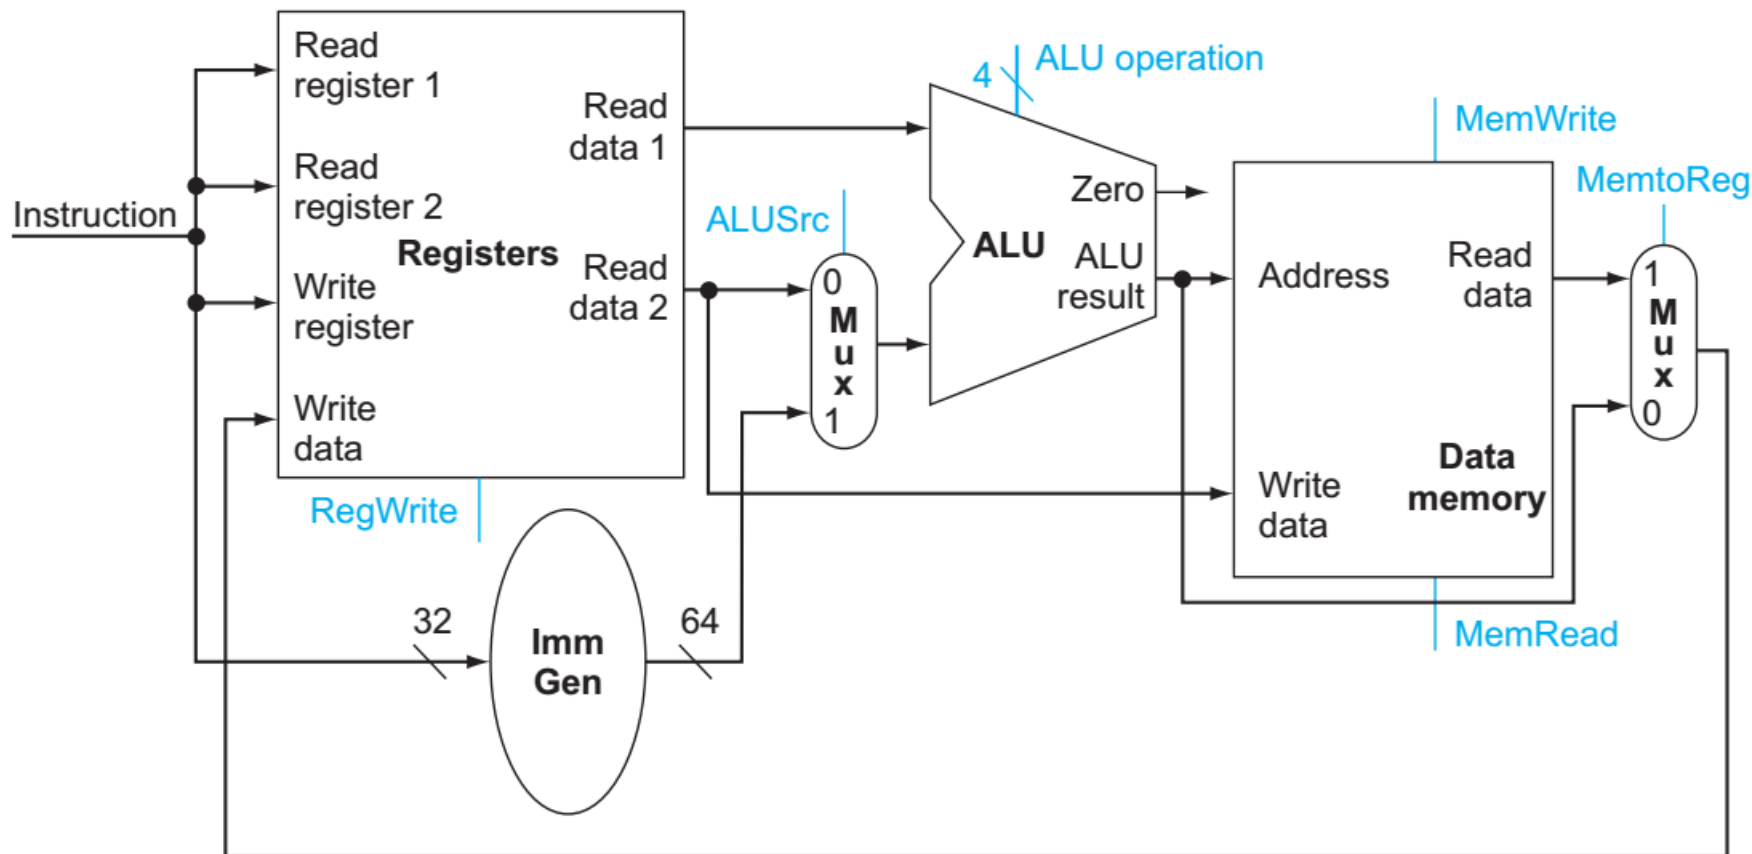 Instruction
Read
register 1
Read
register 2
Write
register
Write
data
Registers
Read
data 1
Read
data 2
RegWrite
32
Imm
Gen
64
ALUSrc
0
M
u
x
1
4
ALU operation
ALU
Zero
ALU
result
MemWrite
Address
Read
data
Write
data
Data
memory
MemRead
MemtoReg
1
M
u
x
0